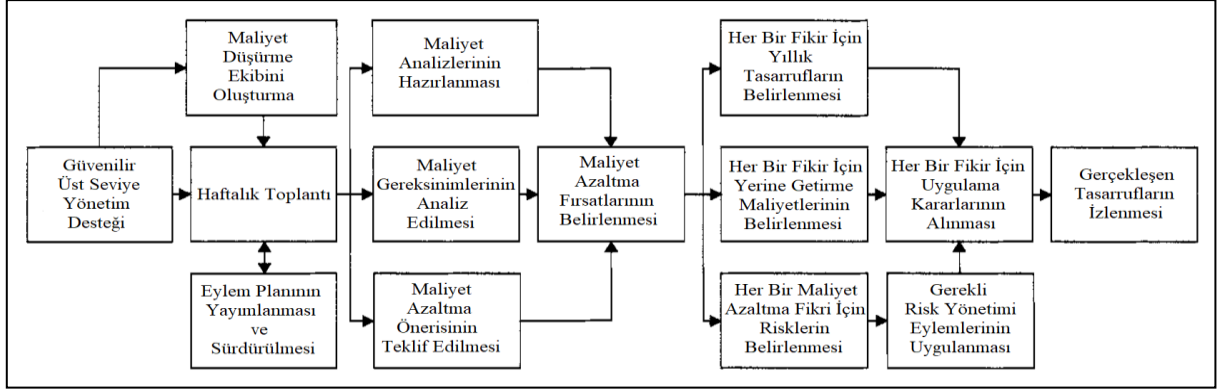 Maliyet
Düşürme
Ekibini
Oluşturma
Maliyet
Analizlerinin
Hazırlanması
Her Bir Fikir İçin
Yıllık
Tasarrufların
Belirlenmesi
Güvenilir
Üst Seviye
Yönetim
Desteği
Haftalık Toplantı
Maliyet
Gereksinimlerinin
Analiz
Edilmesi
Maliyet
Azaltma
Fırsatlarının
Belirlenmesi
Her Bir Fikir İçin
Yerine Getirme
Maliyetlerinin
Belirlenmesi
Her Bir Fikir İçin
Uygulama
Kararlarının
Alınması
Gerçekleşen
Tasarrufların
İzlenmesi
Eylem Planının
Yayımlanması
ve
Sürdürülmesi
Maliyet
Azaltma
Önerisinin
Teklif Edilmesi
Her Bir Maliyet
Azaltma Fikri İçin
Risklerin
Belirlenmesi
Gerekli
Risk Yönetimi
Eylemlerinin
Uygulanması